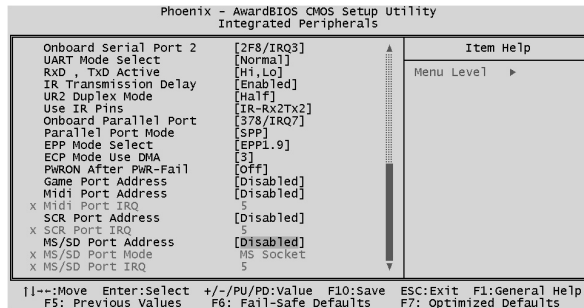 Phoenix - AwardBIOS CMOS Setup Utility
Integrated Peripherals
Onboard Serial Port 2 [2F8/IRQ3]
UART Mode Select [Normal]
RxD , TxD Active [Hi,Lo]
IR Transmission Delay [Enabled]
UR2 Duplex Mode [Half]
Use IR Pins [IR-Rx2Tx2]
Onboard Parallel Port [378/IRQ7]
Parallel Port Mode [SPP]
EPP Mode Select [EPP1.9]
ECP Mode Use DMA [3]
PWRON After PWR-Fail [Off]
Game Port Address [Disabled]
Midi Port Address [Disabled]
x Midi Port IRQ 5
SCR Port Address [Disabled]
x SCR Port IRQ 5
MS/SD Port Address [Disabled]
x MS/SD Port Mode MS Socket
x MS/SD Port IRQ 5
Item Help
Menu Level ▶
↑↓→←:Move Enter:Select +/-/PU/PD:Value F10:Save ESC:Exit F1:General Help
F5: Previous Values F6: Fail-Safe Defaults F7: Optimized Defaults